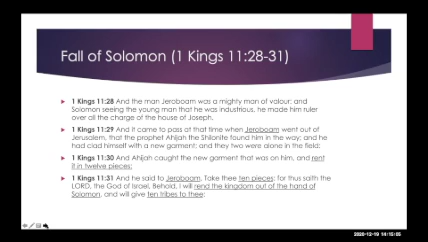 Fall of Solomon (1 Kings 11:28-31)
1 Kings 11:28 And the man Jeroboam was a mighty man of valour: and
Solomon seeing the young man that he was industrious, he made him ruler
over all the charge of the house of Joseph.
1 Kings 11:29 And it came to pass at that time when Jeroboam went out of
Jerusalem, that the prophet Ahijah the Shilonite found him in the way; and he
had clad himself with a new garment; and they two were alone in the field:
1 Kings 11:30 And Ahijah caught the new garment that was on him, and rent
it in twelve pieces:
1 Kings 11:31 And he said to Jeroboam, Take thee ten pieces: for thus saith the
LORD, the God of Israel, Behold, I will rend the kingdom out of the hand of
Solomon, and will give ten tribes to thee:
2020-12-19 14:15:05